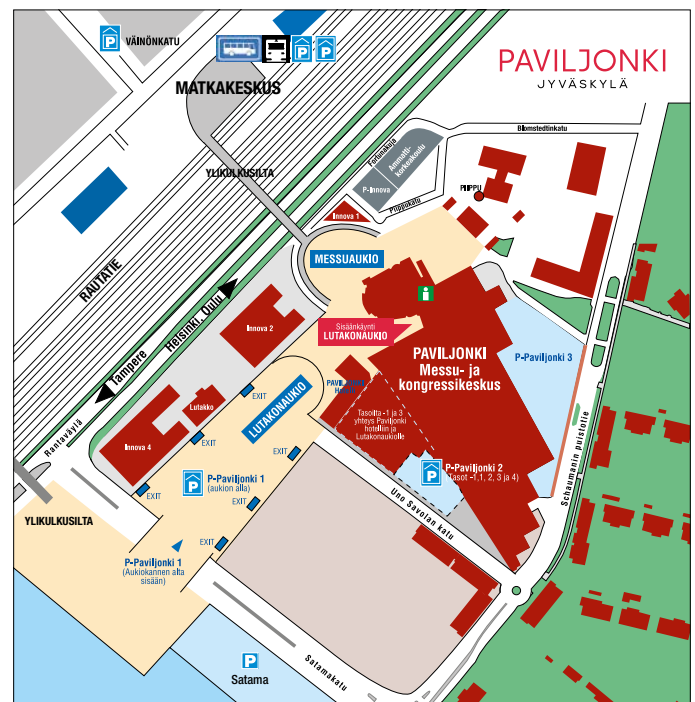 VÄINÖNKATU
P
P
P
MATKAKESKUS
PAVILJONKI
JYVÄSKYLÄ
Blomstedtinkatu
Fortunakuja
Ammatti-
korkeakoulu
P-Innova
Piippukatu
PIIPPU
YLIKULKUSILTA
Innova 1
RAUTATIE
MESSUAUKIO
i
Tampere
Helsinki, Oulu
Innova 2
Sisäänkäynti
LUTAKONAUKIO
PAVILJONKI
Messu- ja
kongressikeskus
P-Paviljonki 3
LUTAKONAUKIO
Tasoilta -1 ja 3
yhteys Paviljonki
hotelliin ja
Lutakonaukiolle
Lutakko
Innova 4
EXIT
EXIT
EXIT
EXIT
EXIT
EXIT
Rantaväylä
P
P-Paviljonki 1
(aukion alla)
P
P-Paviljonki 2
(Tasot -1,1, 2, 3 ja 4)
Uno Savolan katu
Schaumanin puistotie
YLIKULKUSILTA
P-Paviljonki 1
(Aukiokannen alta
sisään)
P
Satama
Satamakatu